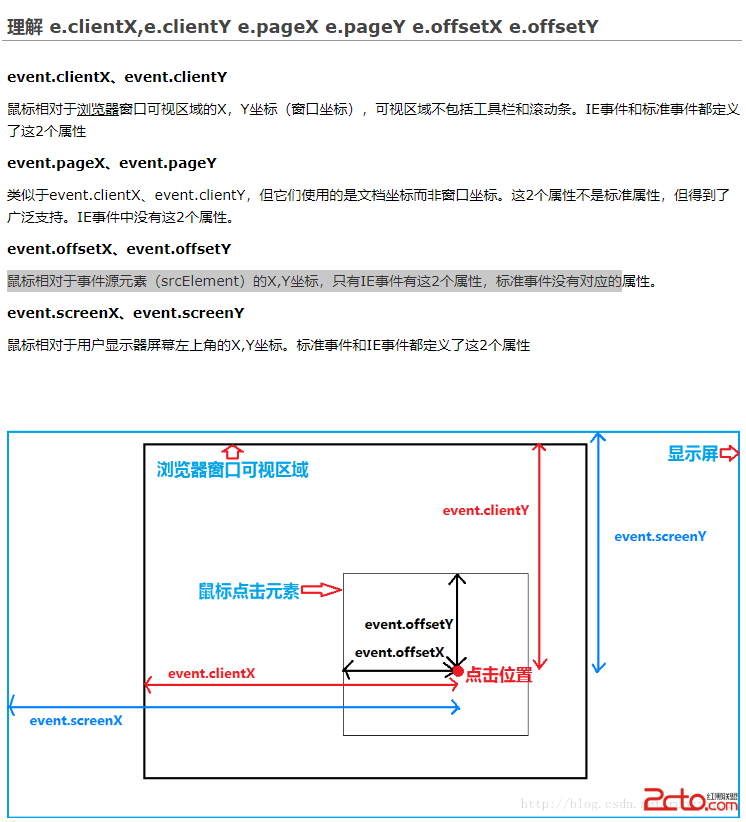 理解 e.clientX,e.clientY e.pageX e.pageY e.offsetX e.offsetY
event.clientX、event.clientY
鼠标相对于浏览器窗口可视区域的X，Y坐标（窗口坐标），可视区域不包括工具栏和滚动条。IE事件和标准事件都定义
了这2个属性
event.pageX、event.pageY
类似于event.clientX、event.clientY，但它们使用的是文档坐标而非窗口坐标。这2个属性不是标准属性，但得到了
广泛支持。IE事件中没有这2个属性。
event.offsetX、event.offsetY
鼠标相对于事件源元素（srcElement）的X,Y坐标，只有IE事件有这2个属性，标准事件没有对应的属性。
event.screenX、event.screenY
鼠标相对于用户显示器屏幕左上角的X,Y坐标。标准事件和IE事件都定义了这2个属性
显示屏
浏览器窗口可视区域
event.clientY
event.screenY
鼠标点击元素
event.offsetY
event.offsetX
event.clientX
点击位置
event.screenX
http://blog.csdn.
2cto.com
红黑联盟